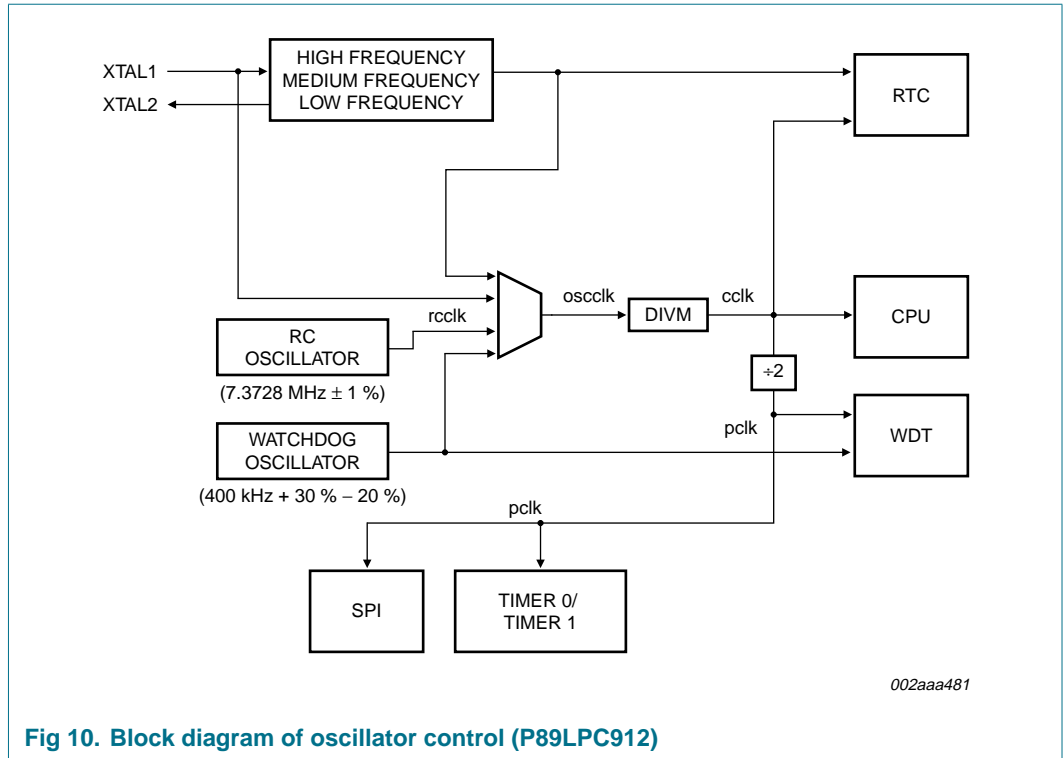 XTAL1
XTAL2
HIGH FREQUENCY
MEDIUM FREQUENCY
LOW FREQUENCY
RTC
RC
OSCILLATOR
(7.3728 MHz ± 1 %)
rcclk
oscclk
DIVM
cclk
CPU
÷2
pclk
WDT
WATCHDOG
OSCILLATOR
(400 kHz + 30 % − 20 %)
pclk
SPI
TIMER 0/
TIMER 1
002aaa481
Fig 10. Block diagram of oscillator control (P89LPC912)